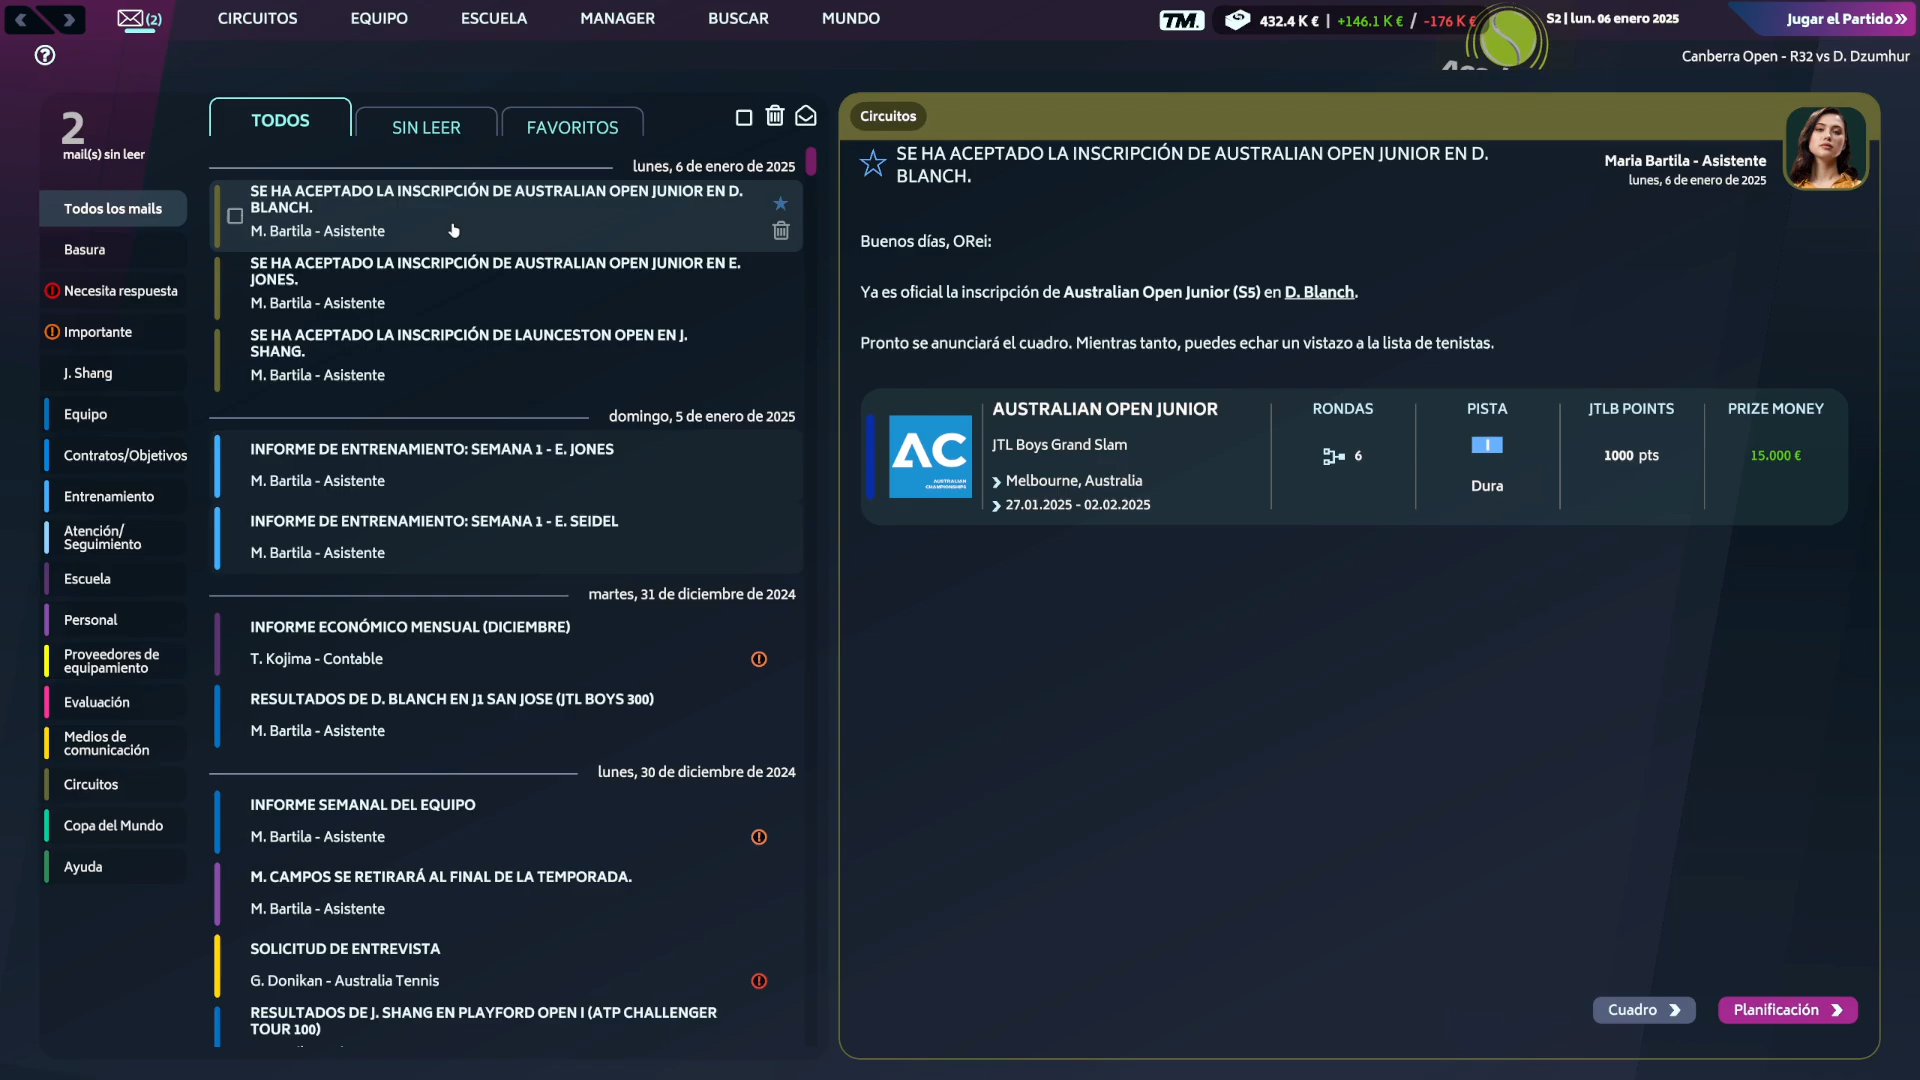 (2)
CIRCUITOS
EQUIPO
ESCUELA
MANAGER
BUSCAR
MUNDO
TM.
432.4 K € | +146.1 K € / -176 K €
S2 | lun. 06 enero 2025
Jugar el Partido
Canberra Open - R32 vs D. Dzumhur
2
mail(s) sin leer
Todos los mails
Basura
Necesita respuesta
Importante
J. Shang
Equipo
Contratos/Objetivos
Entrenamiento
Atención/
Seguimiento
Escuela
Personal
Proveedores de
equipamiento
Evaluación
Medios de
comunicación
Circuitos
Copa del Mundo
Ayuda
TODOS
SIN LEER
FAVORITOS
lunes, 6 de enero de 2025
SE HA ACEPTADO LA INSCRIPCIÓN DE AUSTRALIAN OPEN JUNIOR EN D.
BLANCH.
M. Bartila - Asistente
SE HA ACEPTADO LA INSCRIPCIÓN DE AUSTRALIAN OPEN JUNIOR EN E.
JONES.
M. Bartila - Asistente
SE HA ACEPTADO LA INSCRIPCIÓN DE LAUNCESTON OPEN EN J.
SHANG.
M. Bartila - Asistente
domingo, 5 de enero de 2025
INFORME DE ENTRENAMIENTO: SEMANA 1 - E. JONES
M. Bartila - Asistente
INFORME DE ENTRENAMIENTO: SEMANA 1 - E. SEIDEL
M. Bartila - Asistente
martes, 31 de diciembre de 2024
INFORME ECONÓMICO MENSUAL (DICIEMBRE)
T. Kojima - Contable
RESULTADOS DE D. BLANCH EN J1 SAN JOSE (JTL BOYS 300)
M. Bartila - Asistente
lunes, 30 de diciembre de 2024
INFORME SEMANAL DEL EQUIPO
M. Bartila - Asistente
M. CAMPOS SE RETIRARÁ AL FINAL DE LA TEMPORADA.
M. Bartila - Asistente
SOLICITUD DE ENTREVISTA
G. Donikan - Australia Tennis
RESULTADOS DE J. SHANG EN PLAYFORD OPEN I (ATP CHALLENGER
TOUR 100)
Circuitos
SE HA ACEPTADO LA INSCRIPCIÓN DE AUSTRALIAN OPEN JUNIOR EN D.
BLANCH.
Maria Bartila - Asistente
lunes, 6 de enero de 2025
Buenos días, ORei:
Ya es oficial la inscripción de Australian Open Junior (S5) en D. Blanch.
Pronto se anunciará el cuadro. Mientras tanto, puedes echar un vistazo a la lista de tenistas.
AC
AUSTRALIAN
CHAMPIONSHIPS
AUSTRALIAN OPEN JUNIOR
JTL Boys Grand Slam
Melbourne, Australia
27.01.2025 - 02.02.2025
RONDAS
6
PISTA
I
Dura
JTLB POINTS
1000 pts
PRIZE MONEY
15.000 €
Cuadro
Planificación